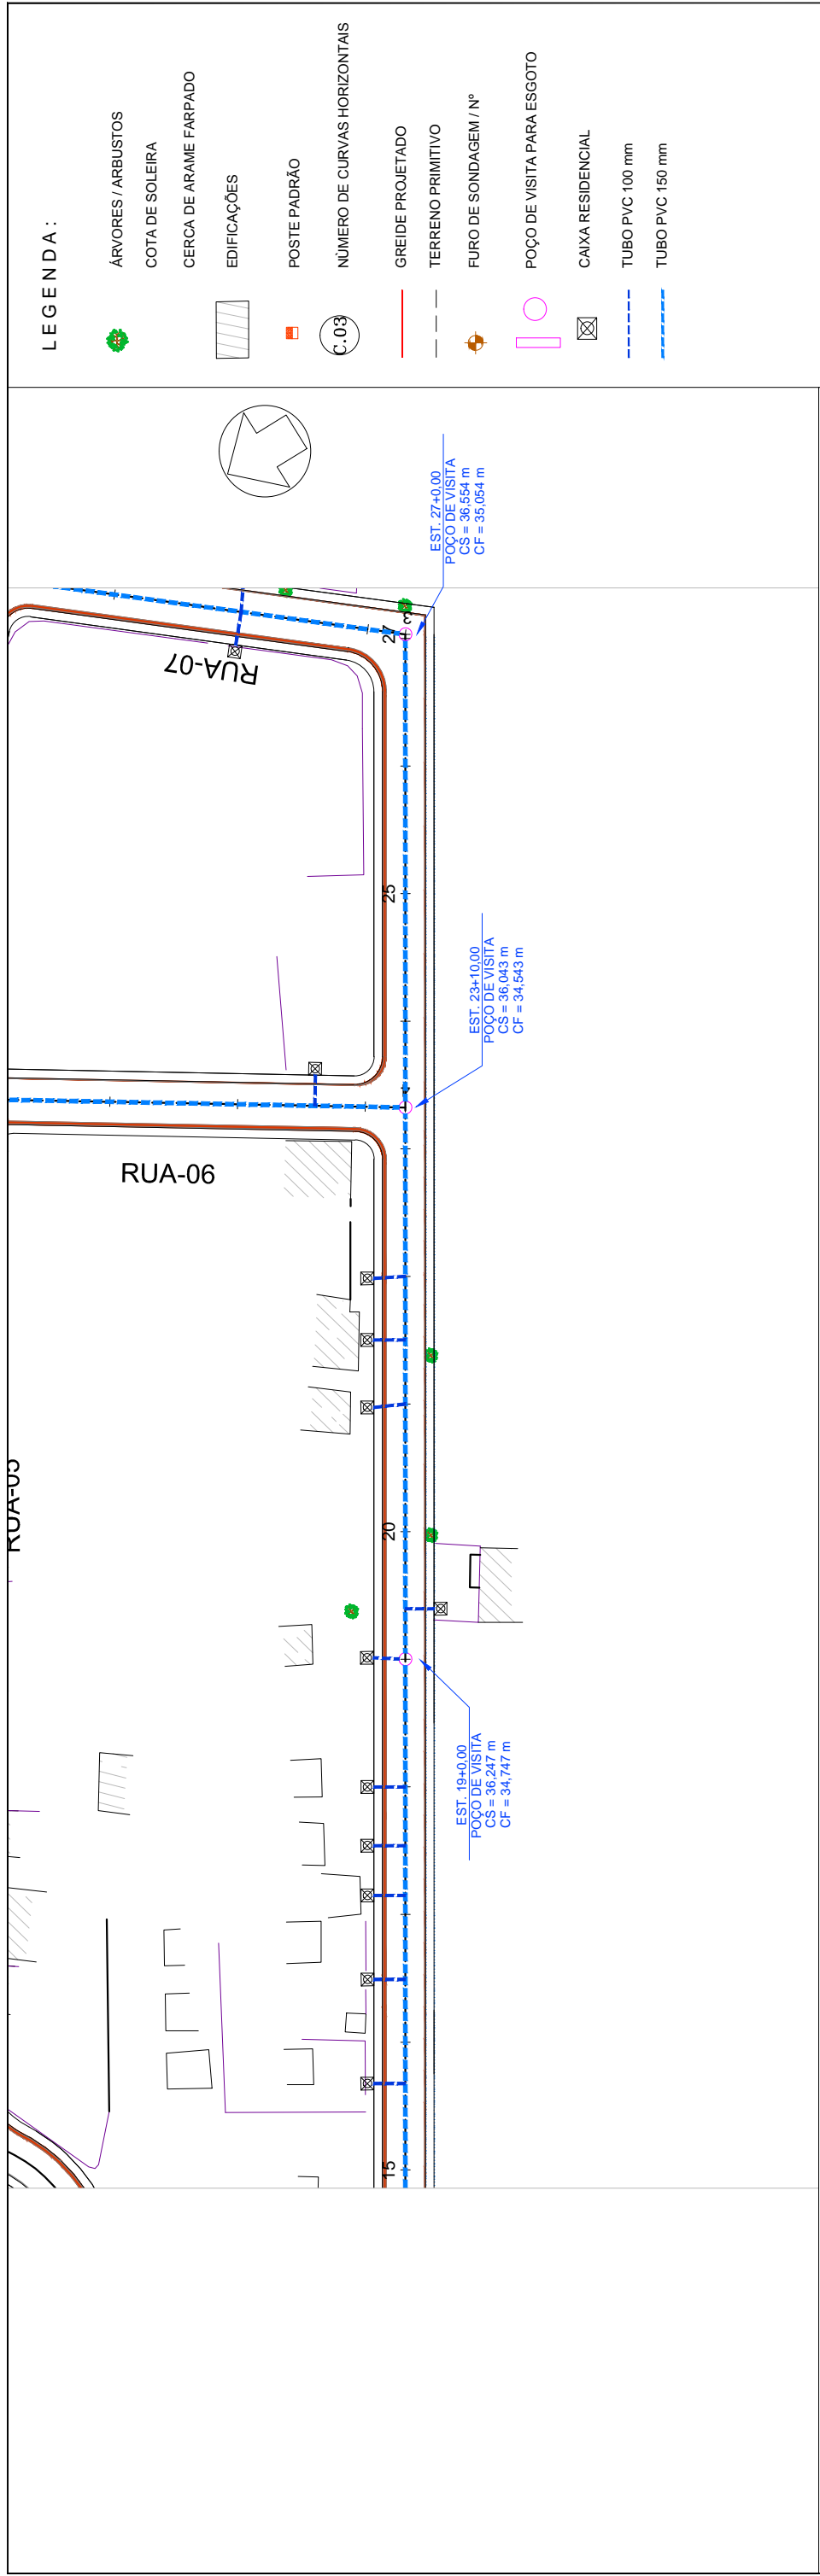 LEGENDA:
ÁRVORES / ARBUSTOS
COTA DE SOLEIRA
CERCA DE ARAME FARPADO
EDIFICAÇÕES
POSTE PADRÃO
C.03
NÚMERO DE CURVAS HORIZONTAIS
GREIDE PROJETADO
TERRENO PRIMITIVO
FURO DE SONDAGEM / Nº
POÇO DE VISITA PARA ESGOTO
CAIXA RESIDENCIAL
TUBO PVC 100 mm
TUBO PVC 150 mm
EST. 27+0,00
POÇO DE VISITA
CS = 36,554 m
CF = 35,054 m
RUA-07
27
25
EST. 23+10,00
POÇO DE VISITA
CS = 36,043 m
CF = 34,543 m
RUA-06
RUA-05
20
EST. 19+0,00
POÇO DE VISITA
CS = 36,247 m
CF = 34,747 m
15